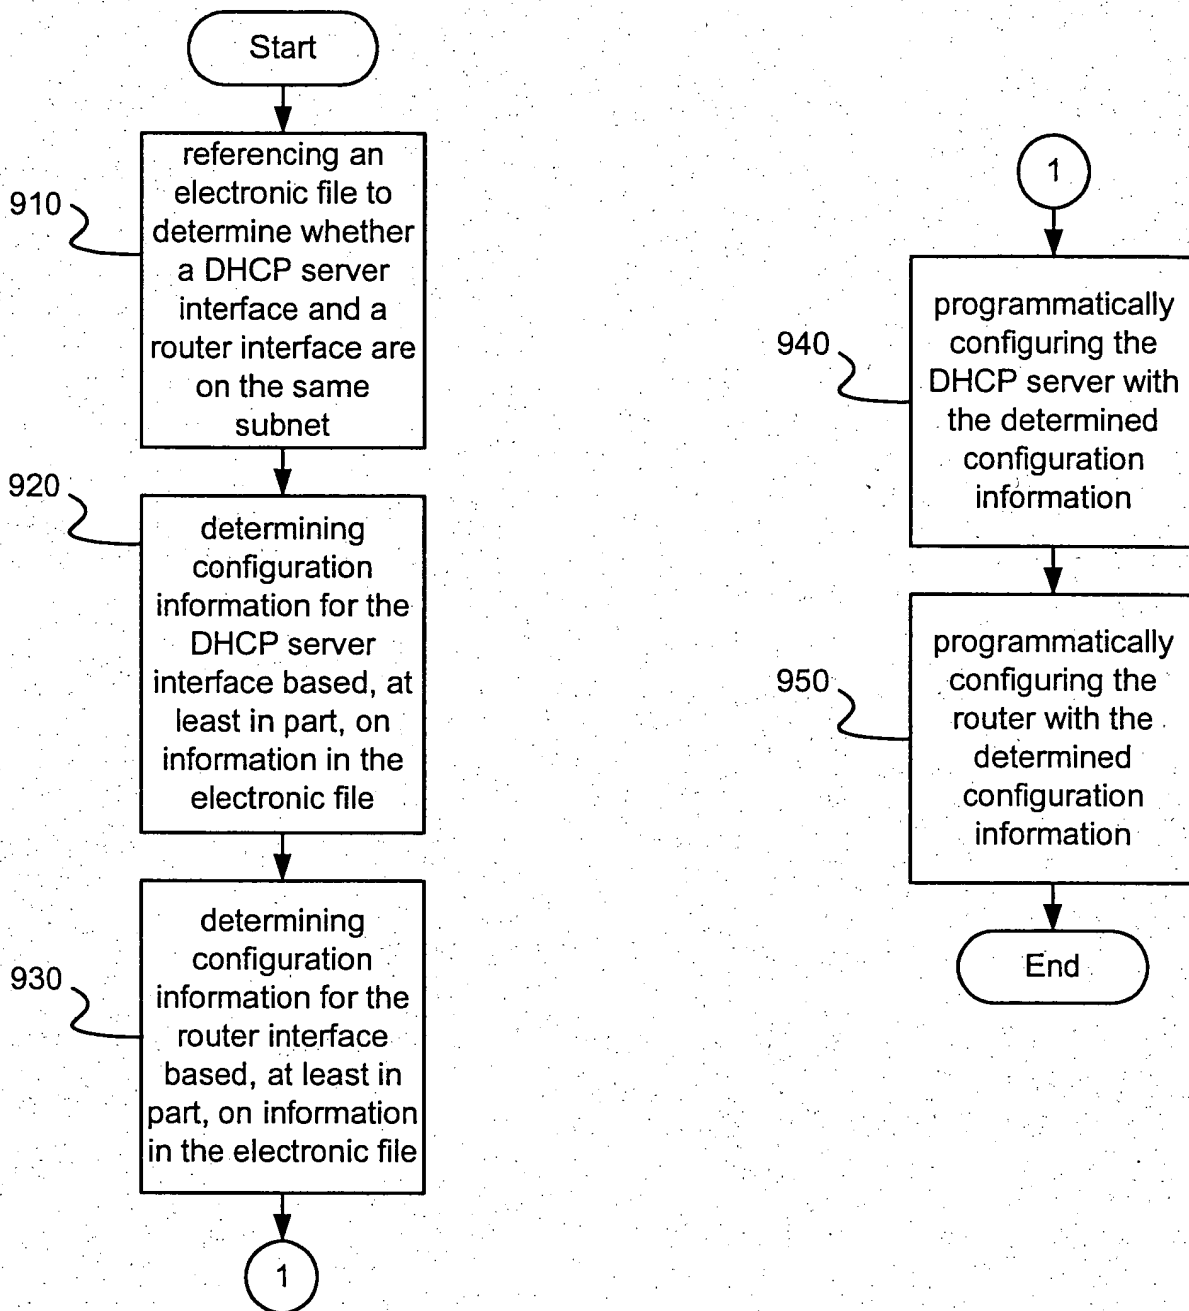 Start
910
referencing an
electronic file to
determine whether
a DHCP server
interface and a
router interface are
on the same
subnet
920
determining
configuration
information for the
DHCP server
interface based, at
least in part, on
information in the
electronic file
930
determining
configuration
information for the
router interface
based, at least in
part, on information
in the electronic file
1
1
940
programmatically
configuring the
DHCP server with
the determined
configuration
information
950
programmatically
configuring the
router with the
determined
configuration
information
End